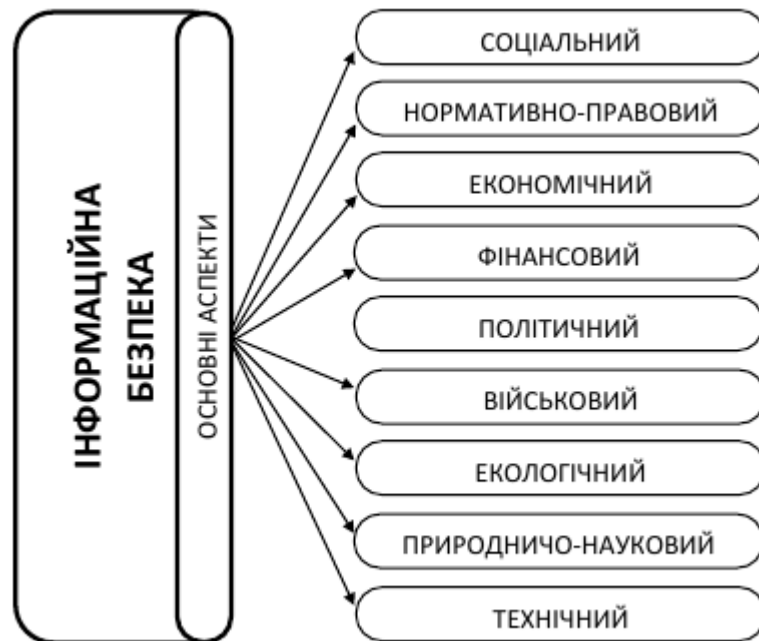 ІНФОРМАЦІЙНА
БЕЗПЕКА
ОСНОВНІ АСПЕКТИ
СОЦІАЛЬНИЙ
НОРМАТИВНО-ПРАВОВИЙ
ЕКОНОМІЧНИЙ
ФІНАНСОВИЙ
ПОЛІТИЧНИЙ
ВІЙСЬКОВИЙ
ЕКОЛОГІЧНИЙ
ПРИРОДНИЧО-НАУКОВИЙ
ТЕХНІЧНИЙ